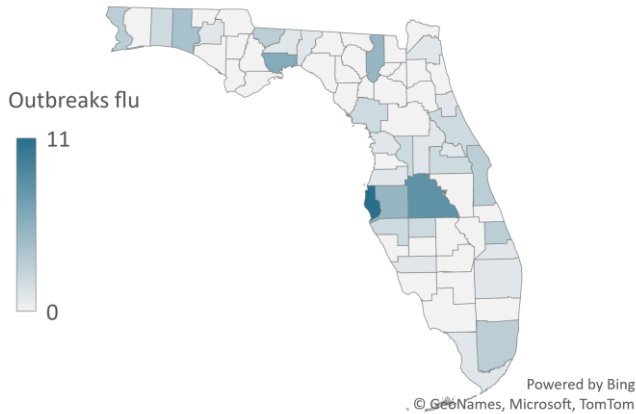 Outbreaks flu
11
0
Powered by Bing
© GeoNames, Microsoft, TomTom